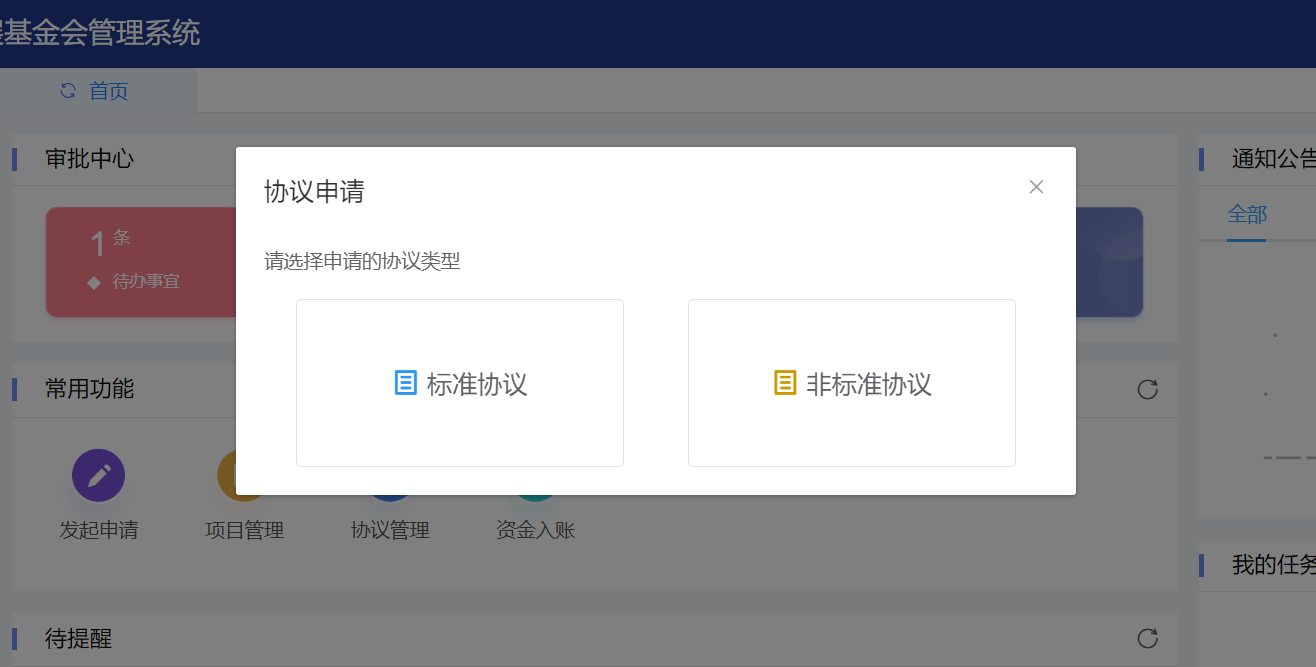 基金会管理系统
首页
审批中心
通知公告
协议申请
全部
1 条
待办事宜
请选择申请的协议类型
标准协议
非标准协议
常用功能
发起申请
项目管理
协议管理
资金入账
我的任务
待提醒